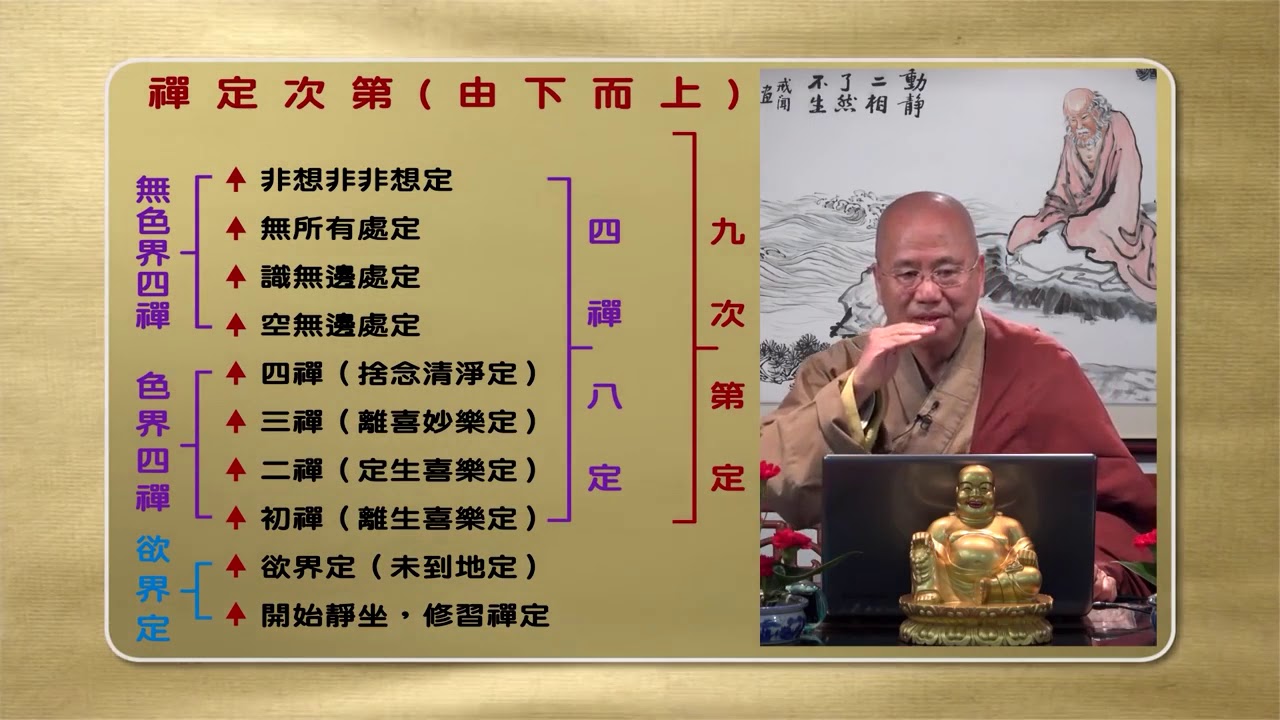 禪定次第(由下而上)
無色界四禪
非想非非想定
無所有處定
識無邊處定
空無邊處定
色界四禪
四禪(捨念清淨定)
三禪(離喜妙樂定)
二禪(定生喜樂定)
初禪(離生喜樂定)
欲界定
欲界定(未到地定)
開始靜坐,修習禪定
四禪八定
九次第定
動靜
二相
了然
不生
戒聞
畫